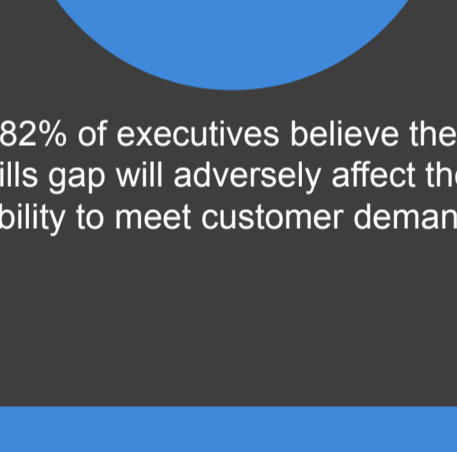 82% of executives believe the
ills gap will adversely affect the
bility to meet customer deman